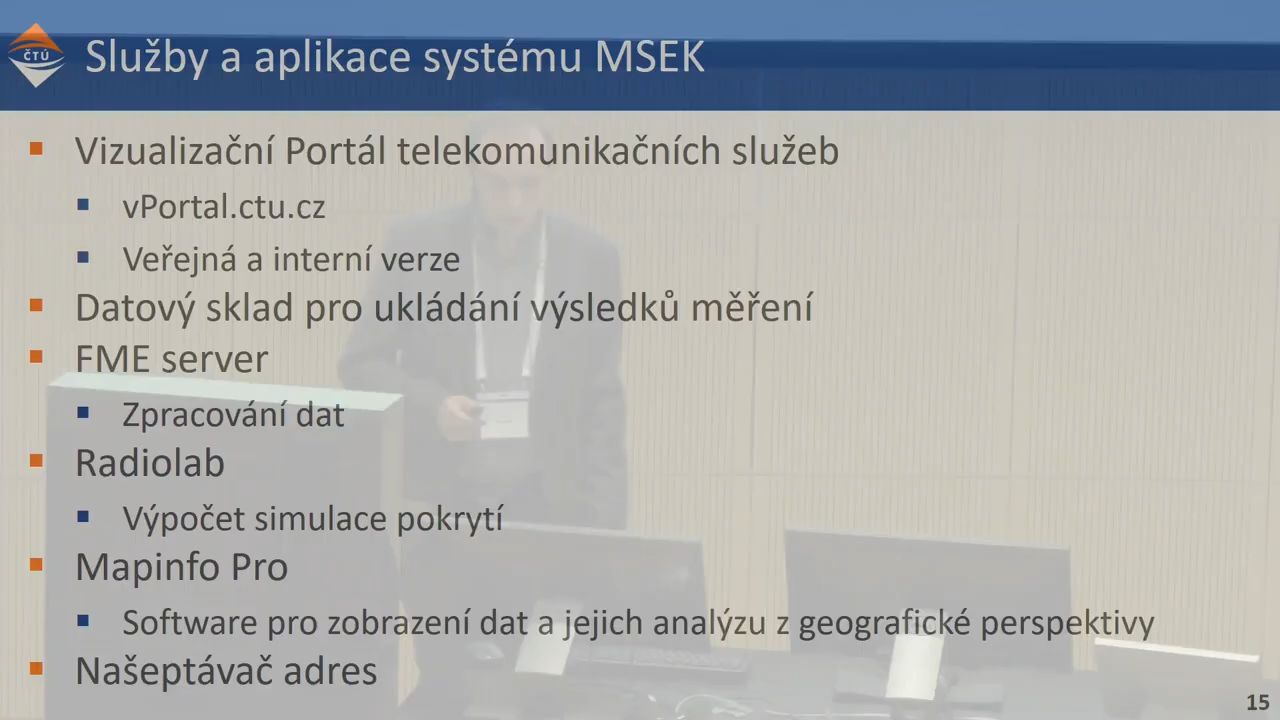 ČTÚ
Služby a aplikace systému MSEK
Vizualizační Portál telekomunikačních služeb
vPortal.ctu.cz
Veřejná a interní verze
Datový sklad pro ukládání výsledků měření
FME server
Zpracování dat
Radiolab
Výpočet simulace pokrytí
Mapinfo Pro
Software pro zobrazení dat a jejich analýzu z geografické perspektivy
Našeptávač adres
15